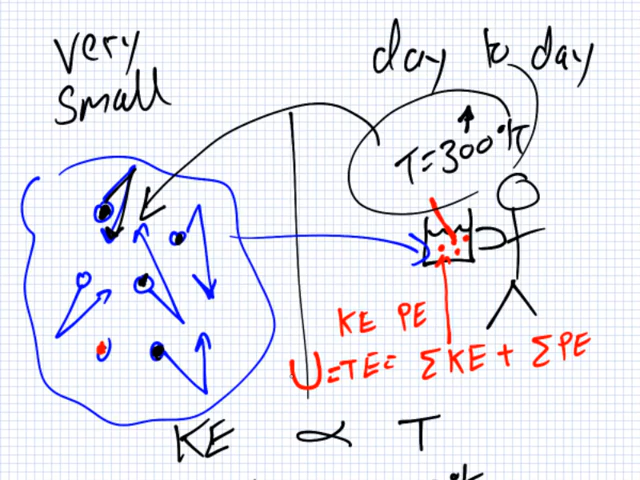 very
small
day to day
T=300°K
KE PE
U=TE= ΣKE + ΣPE
KE ∝ T